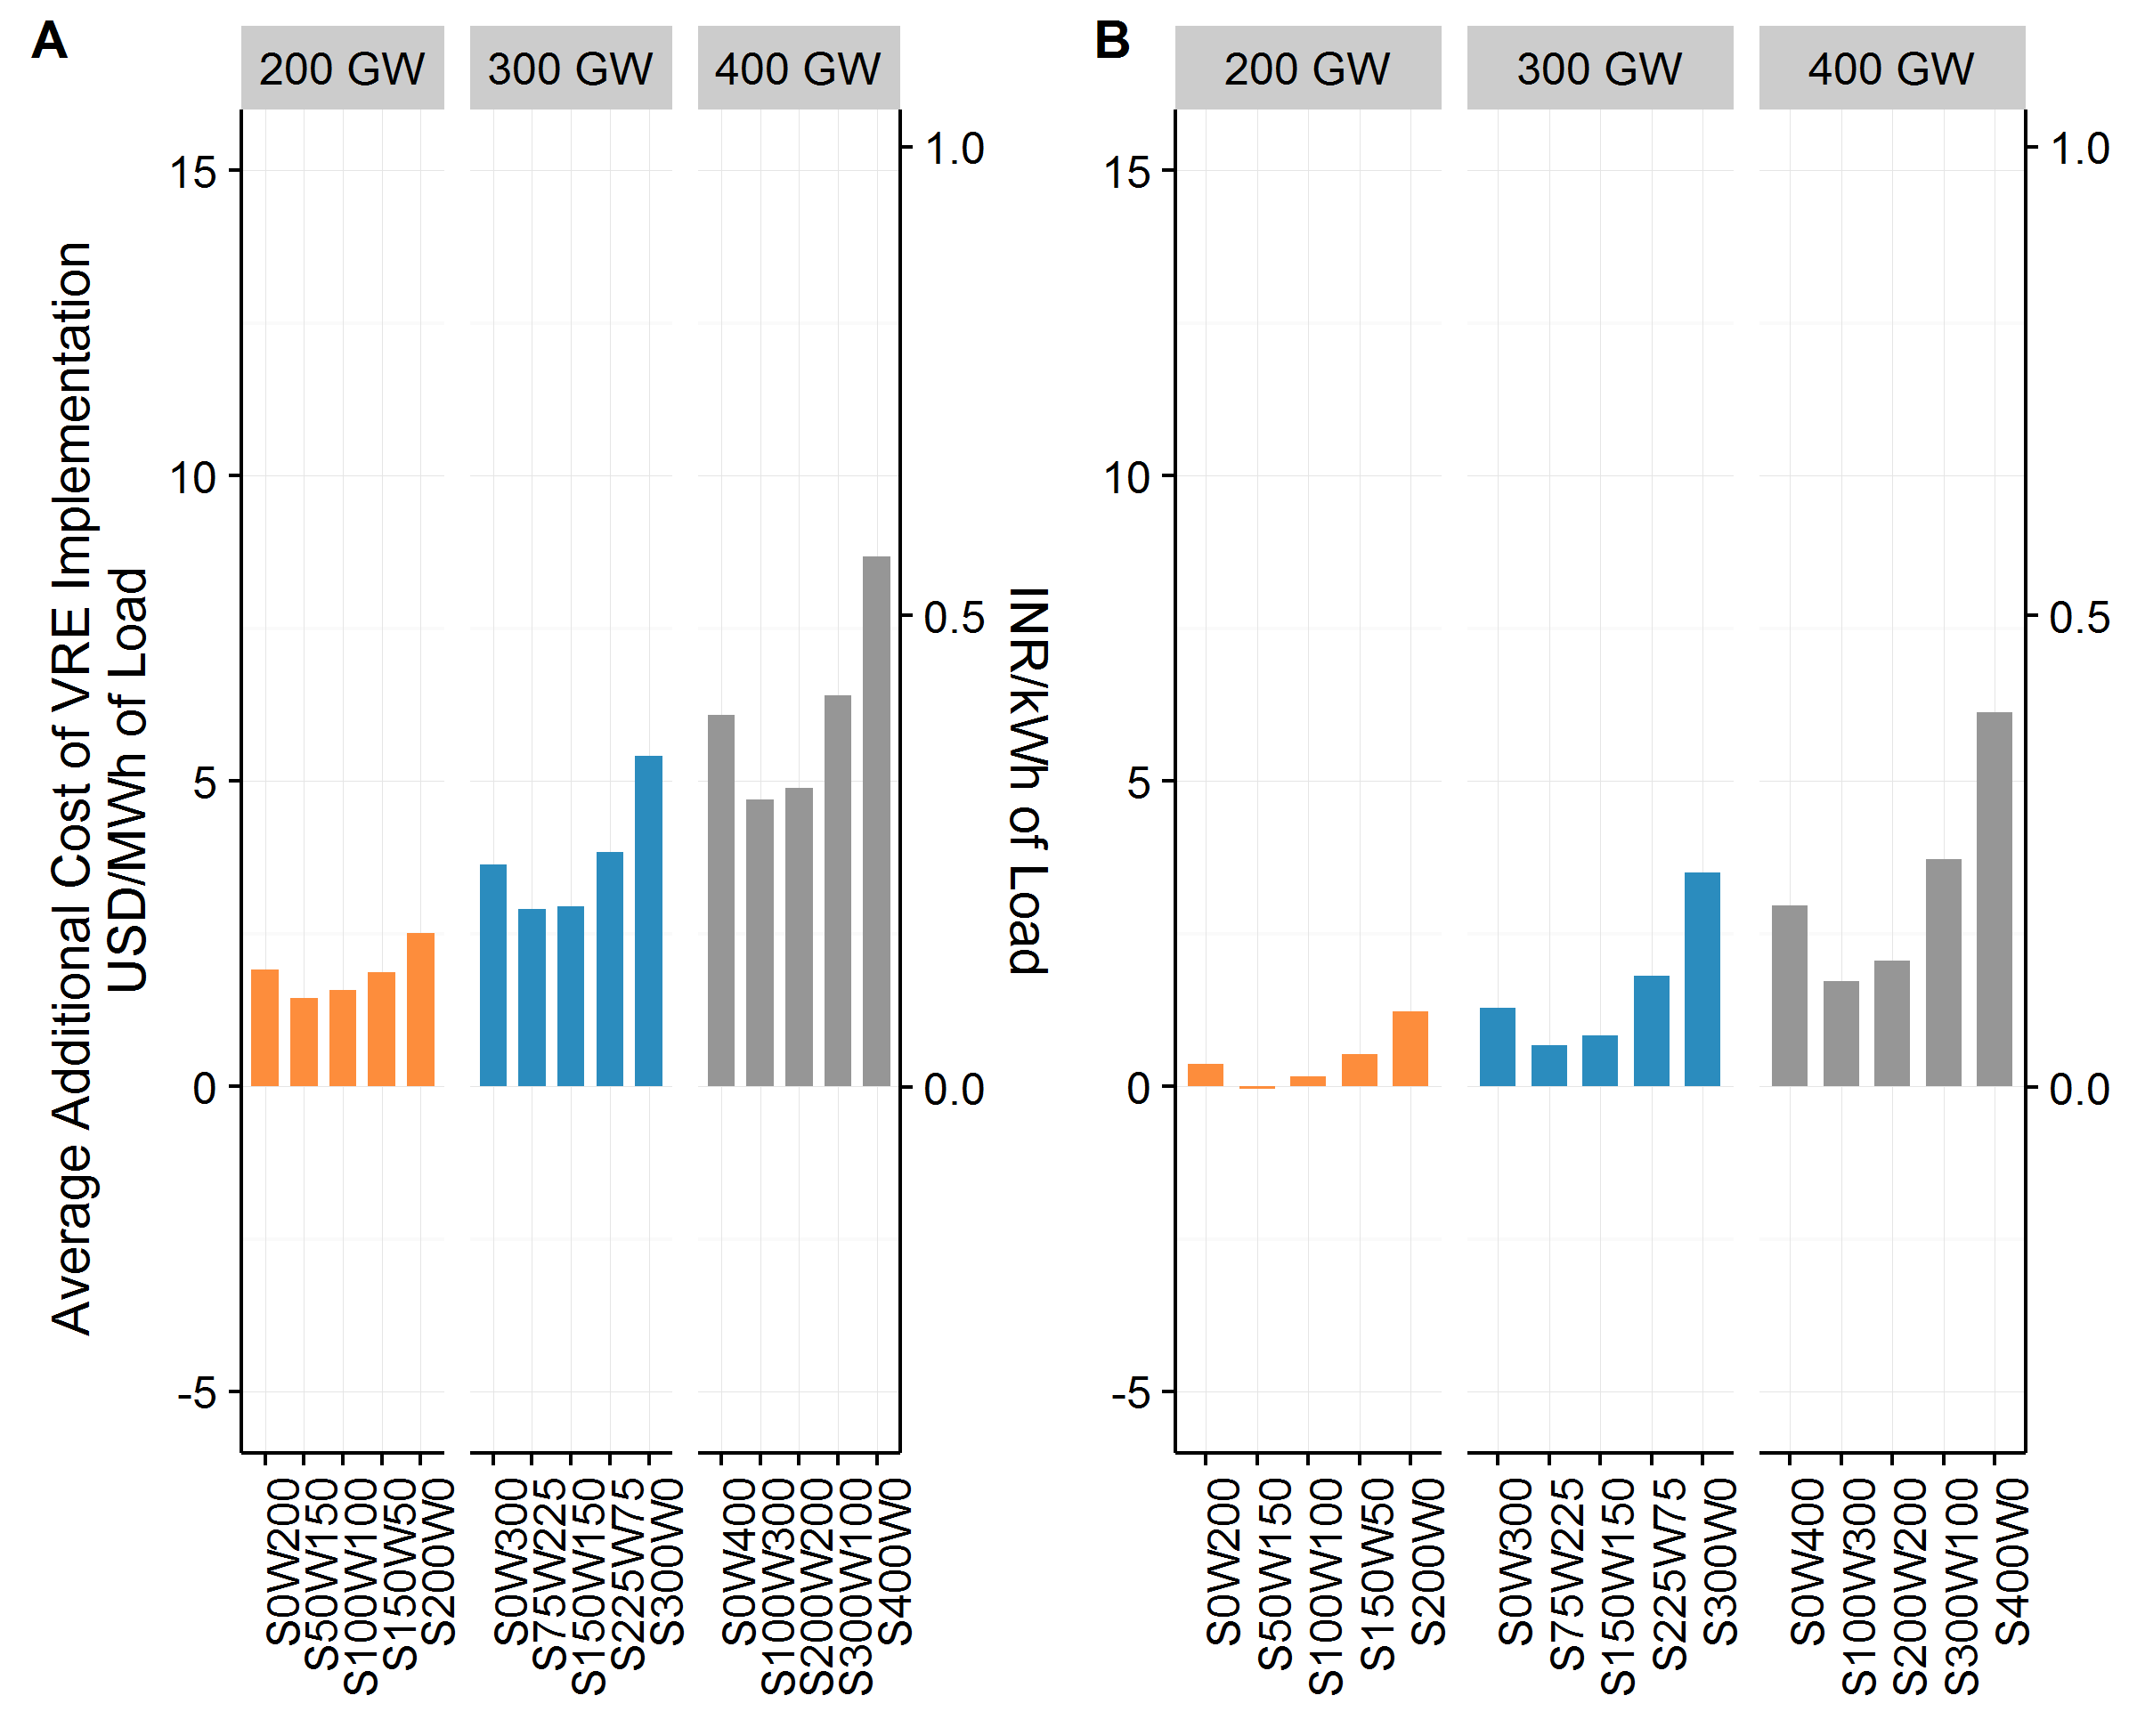 A
200 GW
300 GW
400 GW
Average Additional Cost of VRE Implementation
USD/MWh of Load
15
10
5
0
-5
1.0
0.5
0.0
INR/kWh of Load
S0W200
S50W150
S100W100
S150W50
S200W0
S0W300
S75W225
S150W150
S225W75
S300W0
S0W400
S100W300
S200W200
S300W100
S400W0
B
200 GW
300 GW
400 GW
15
10
5
0
-5
1.0
0.5
0.0
S0W200
S50W150
S100W100
S150W50
S200W0
S0W300
S75W225
S150W150
S225W75
S300W0
S0W400
S100W300
S200W200
S300W100
S400W0